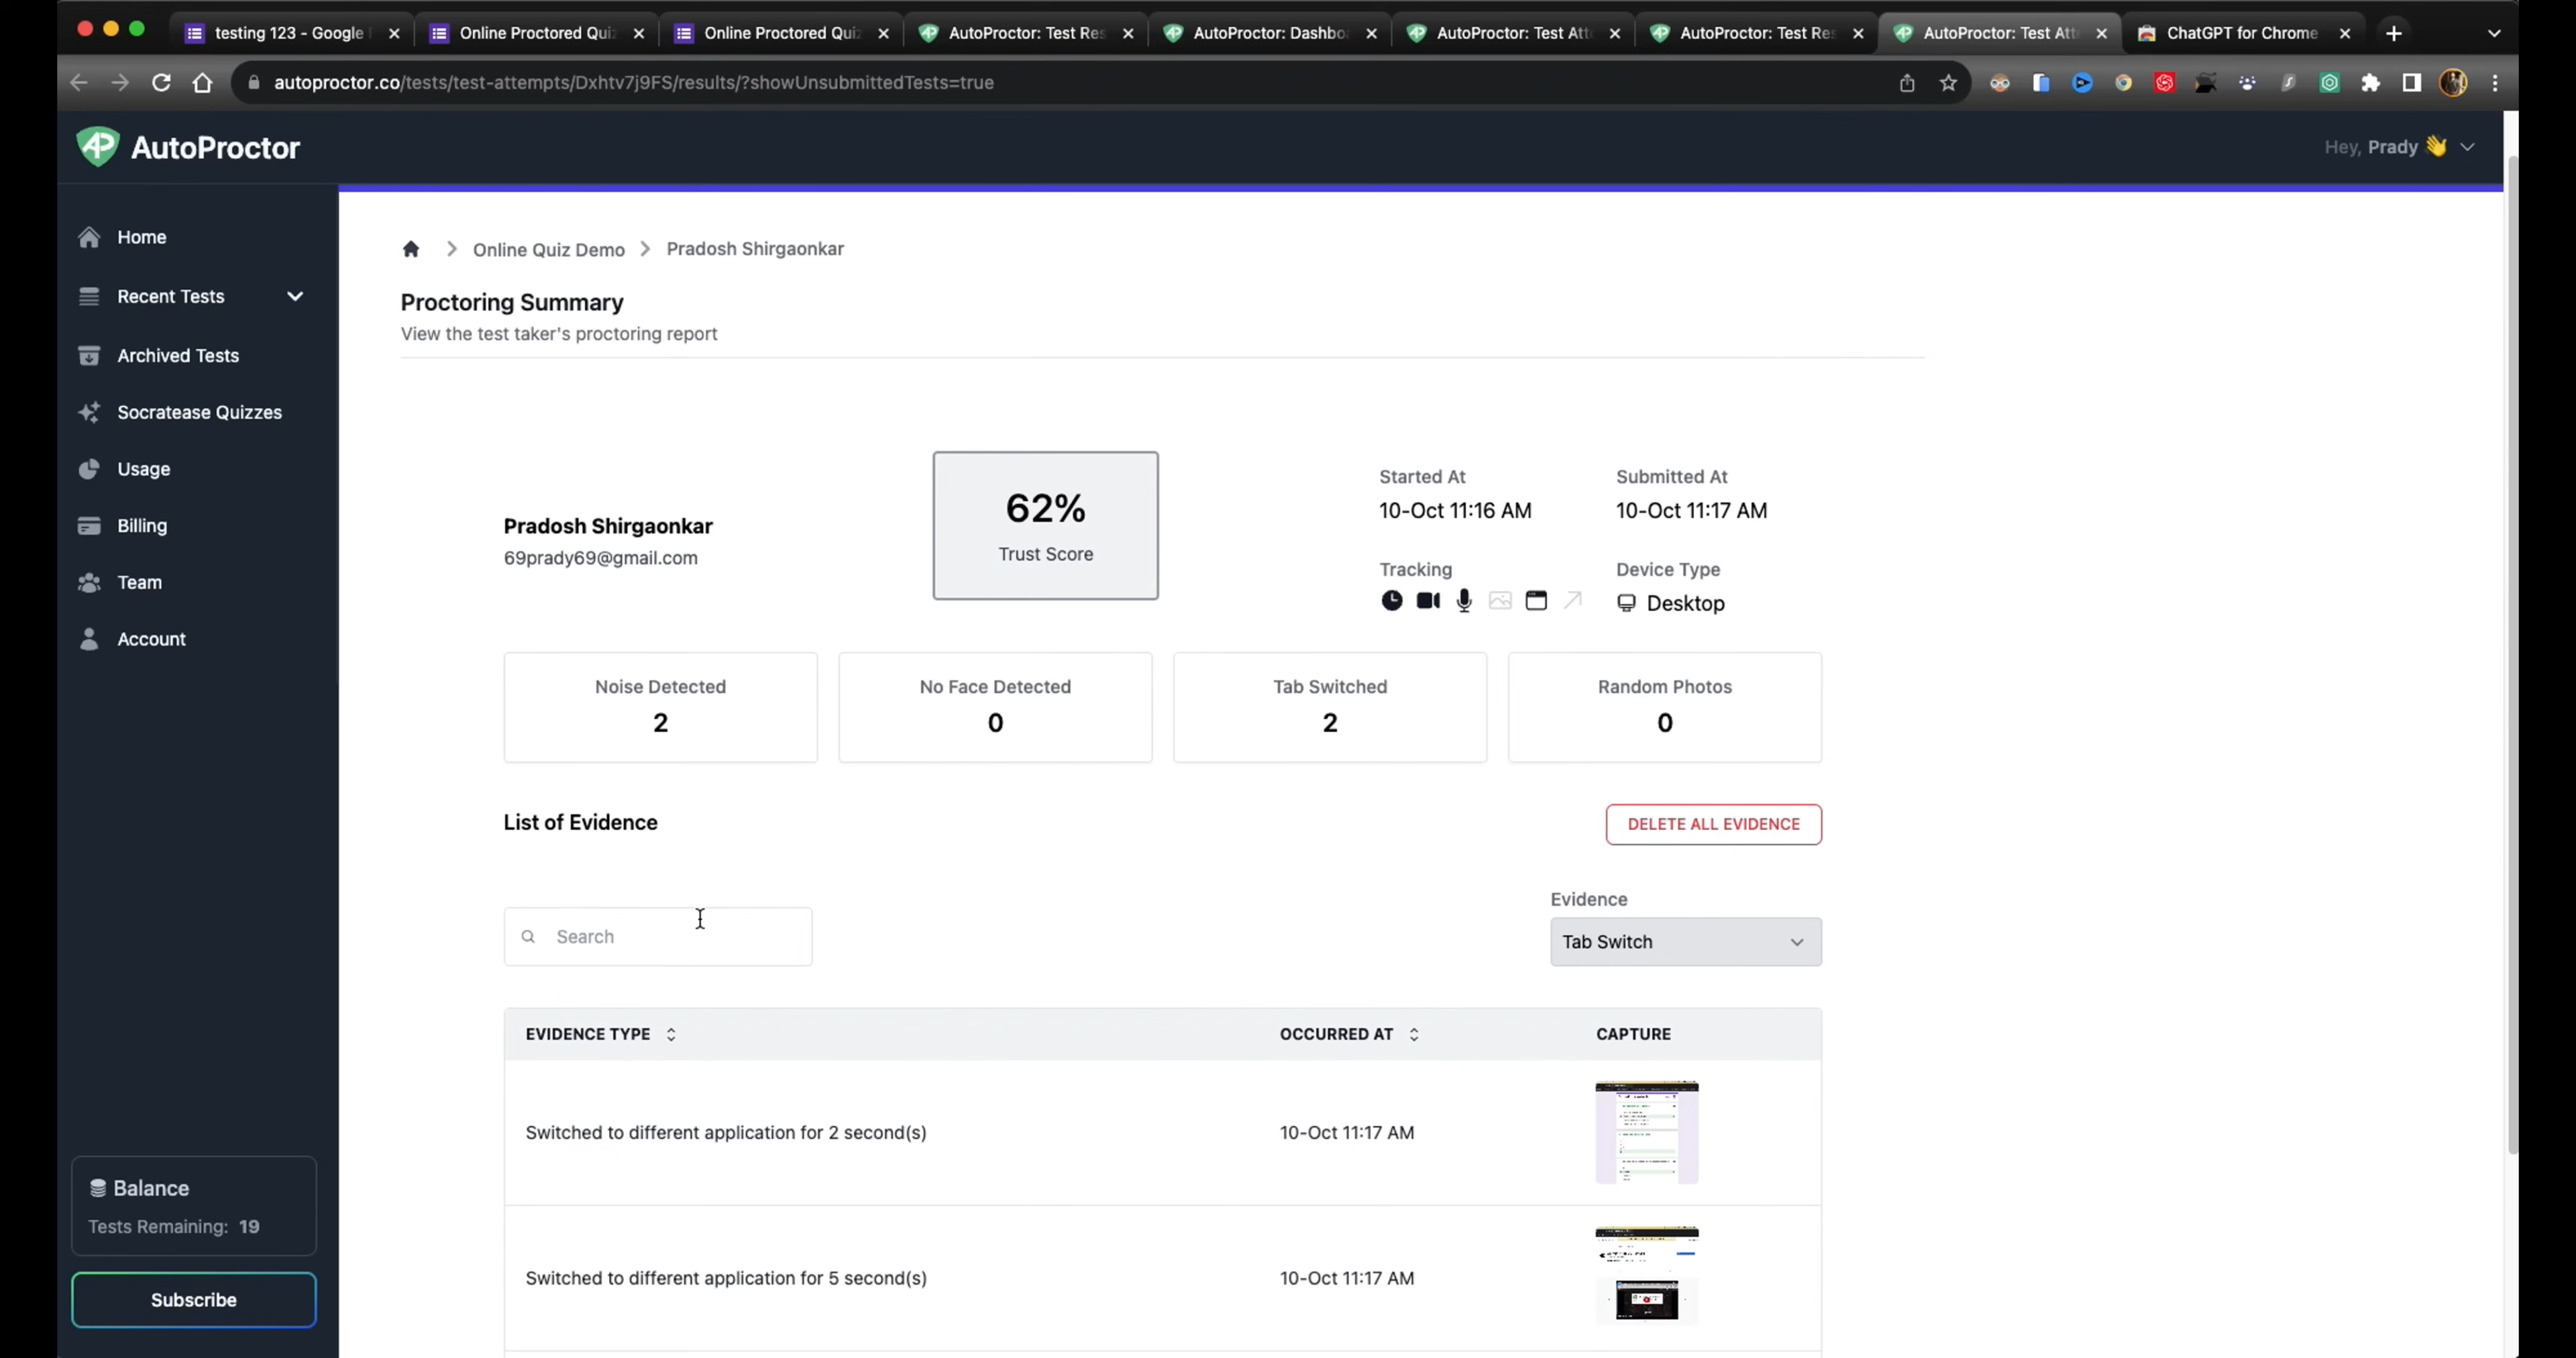 testing 123 - Google
Online Proctored Qui
Online Proctored Qui
AutoProctor: Test Res
AutoProctor: Dashbo
AutoProctor: Test Att
AutoProctor: Test Res
AutoProctor: Test Att
ChatGPT for Chrome
autoproctor.co/tests/test-attempts/Dxhtv7j9FS/results/?showUnsubmittedTests=true
AP AutoProctor
Hey, Prady 👋
Home
Recent Tests
Archived Tests
Socratease Quizzes
Usage
Billing
Team
Account
Balance
Tests Remaining: 19
Subscribe
Online Quiz Demo
Pradosh Shirgaonkar
Proctoring Summary
View the test taker's proctoring report
Pradosh Shirgaonkar
69prady69@gmail.com
62%
Trust Score
Started At
10-Oct 11:16 AM
Submitted At
10-Oct 11:17 AM
Tracking
Device Type
Desktop
Noise Detected
2
No Face Detected
0
Tab Switched
2
Random Photos
0
List of Evidence
DELETE ALL EVIDENCE
Search
Evidence
Tab Switch
EVIDENCE TYPE OCCURRED AT CAPTURE
Switched to different application for 2 second(s) 10-Oct 11:17 AM
Switched to different application for 5 second(s) 10-Oct 11:17 AM